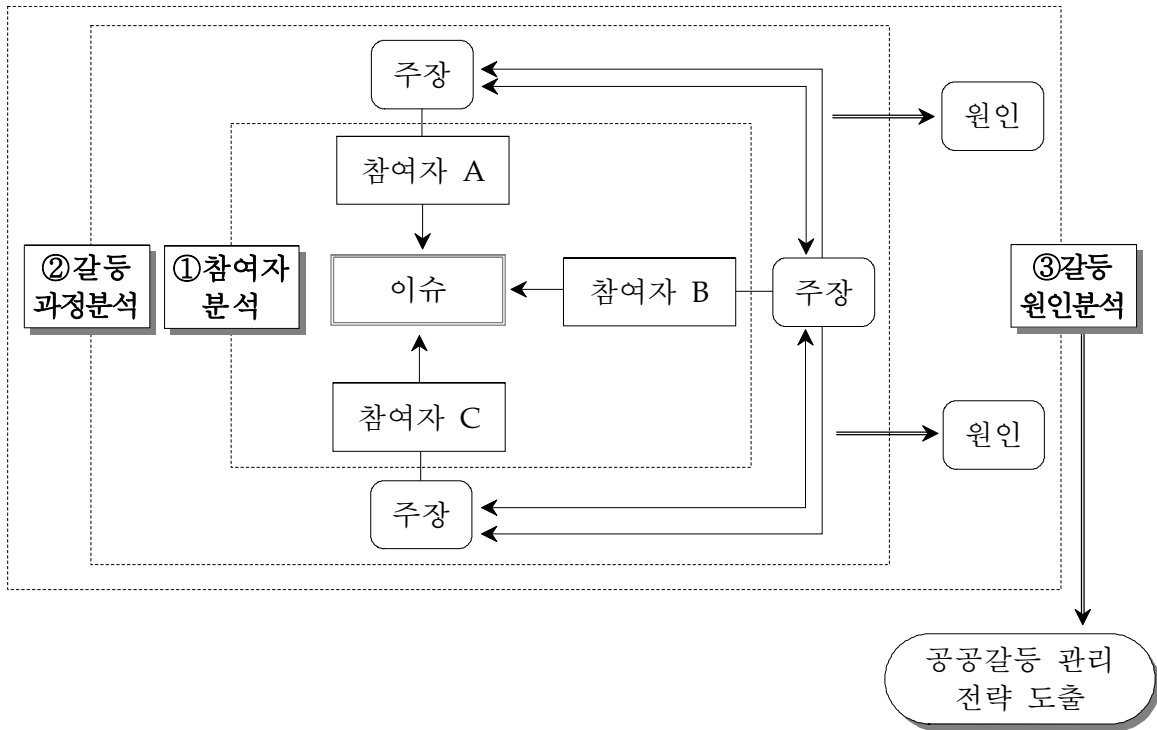 주장
원인
참여자 A
②갈등
과정분석
①참여자
분석
이슈
참여자 B
주장
③갈등
원인분석
참여자 C
원인
주장
공공갈등 관리
전략 도출